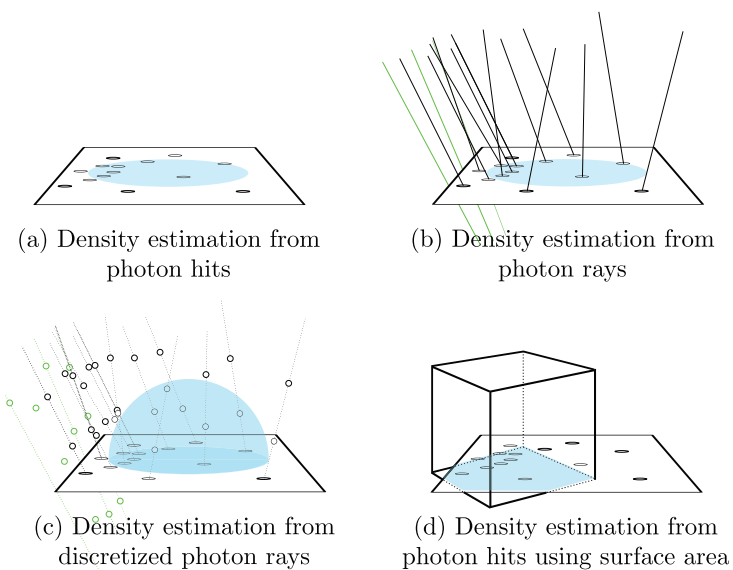 (a) Density estimation from
photon hits
(b) Density estimation from
photon rays
(c) Density estimation from
discretized photon rays
(d) Density estimation from
photon hits using surface area